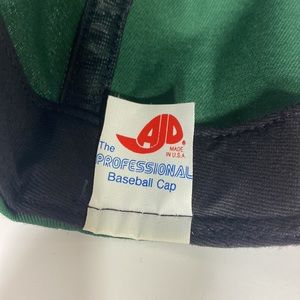 AJD®
MADE
IN U.S.A.
The
PROFESSIONAL
Baseball Cap